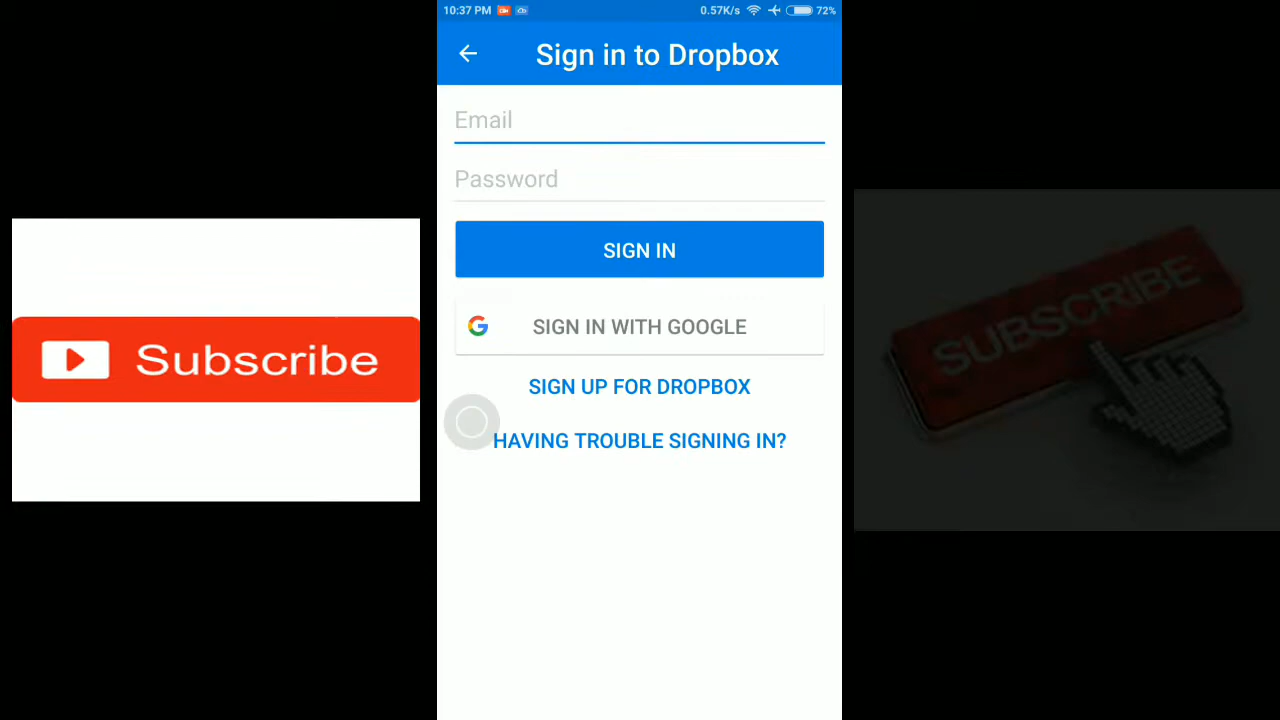 10:37 PM 0.57K/s 72%
Sign in to Dropbox
Email
Password
SIGN IN
SIGN IN WITH GOOGLE
SIGN UP FOR DROPBOX
HAVING TROUBLE SIGNING IN?
Subscribe
SUBSCRIBE